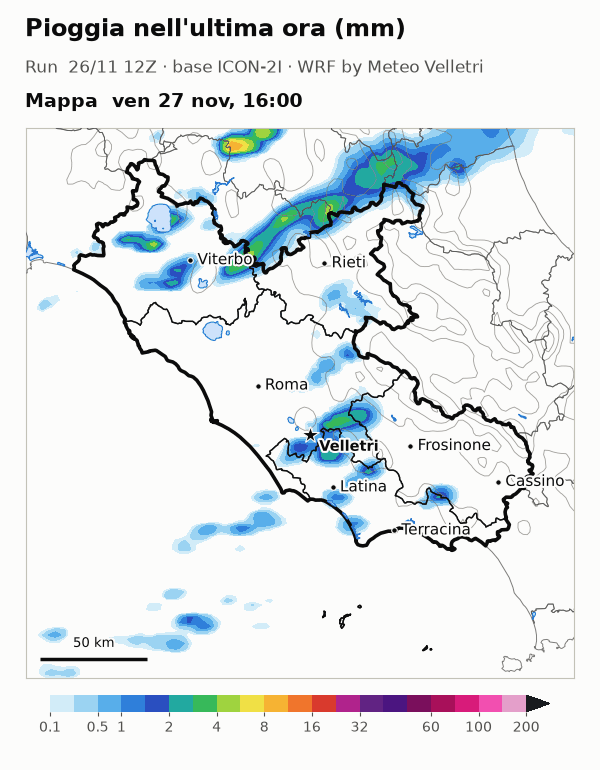 Pioggia nell'ultima ora (mm)
Run  26/11 12Z · base ICON-2I · WRF by Meteo Velletri
Mappa  ven 27 nov, 16:00
Viterbo
Rieti
Roma
Velletri
Frosinone
Cassino
Latina
Terracina
50 km
0.1 0.5 1 2 4 8 16 32 60 100 200